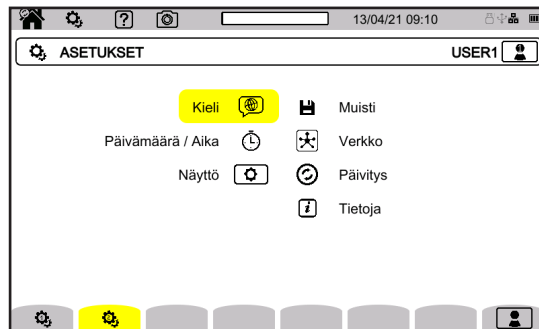 13/04/21 09:10
ASETUKSET
USER1
Kieli
Muisti
Päivämäärä / Aika
Verkko
Näyttö
Päivitys
Tietoja